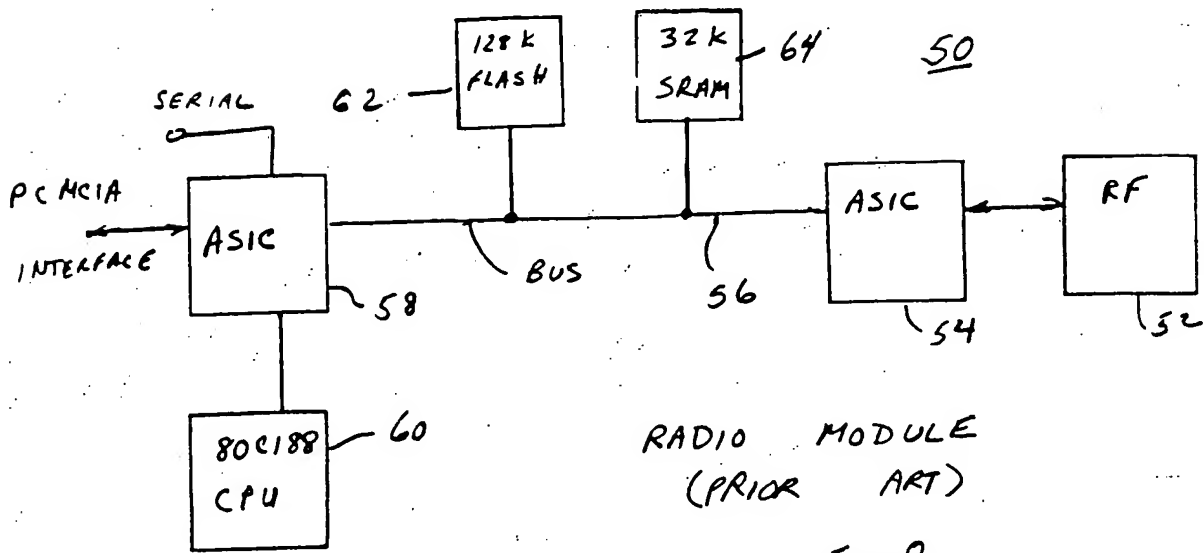 128K
FLASH
62
32K
SRAM
64
50
SERIAL
PCMCIA
INTERFACE
ASIC
58
BUS
56
ASIC
54
RF
52
80C188
CPU
60
RADIO MODULE
(PRIOR ART)